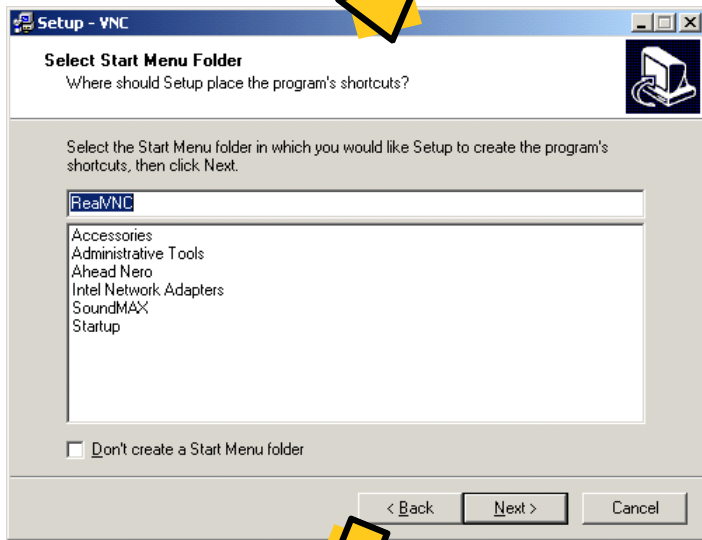 Setup - VNC
Select Start Menu Folder
Where should Setup place the program's shortcuts?
Select the Start Menu folder in which you would like Setup to create the program's
shortcuts, then click Next.
RealVNC
Accessories
Administrative Tools
Ahead Nero
Intel Network Adapters
SoundMAX
Startup
Don't create a Start Menu folder
< Back Next > Cancel